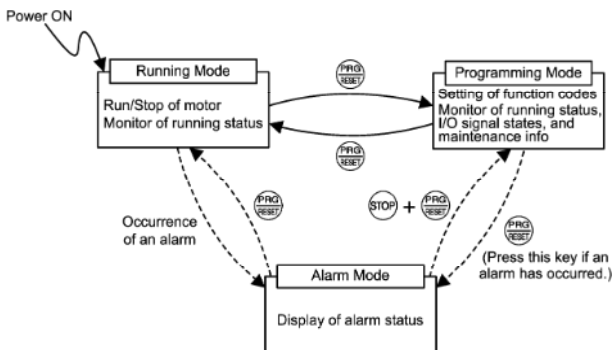 Power ON
Running Mode
Run/Stop of motor
Monitor of running status
PRG
RESET
Programming Mode
Setting of function codes
Monitor of running status,
I/O signal states, and
maintenance info
PRG
RESET
Occurrence
of an alarm
PRG
RESET
STOP + PRG
RESET
PRG
RESET
(Press this key if an
alarm has occurred.)
Alarm Mode
Display of alarm status